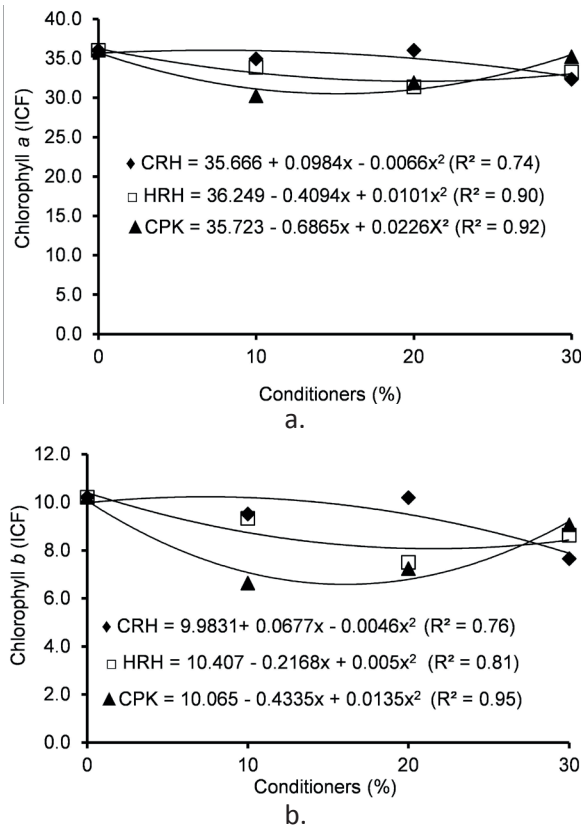 40.0
35.0
30.0
25.0
20.0
15.0
10.0
5.0
0.0
Chlorophyll a (ICF)
CRH = 35.666 + 0.0984x - 0.0066x² (R² = 0.74)
HRH = 36.249 - 0.4094x + 0.0101x² (R² = 0.90)
CPK = 35.723 - 0.6865x + 0.0226X² (R² = 0.92)
0 10 20 30
Conditioners (%)
a.
12.0
10.0
8.0
6.0
4.0
2.0
0.0
Chlorophyll b (ICF)
CRH = 9.9831+ 0.0677x - 0.0046x² (R² = 0.76)
HRH = 10.407 - 0.2168x + 0.005x² (R² = 0.81)
CPK = 10.065 - 0.4335x + 0.0135x² (R² = 0.95)
0 10 20 30
Conditioners (%)
b.